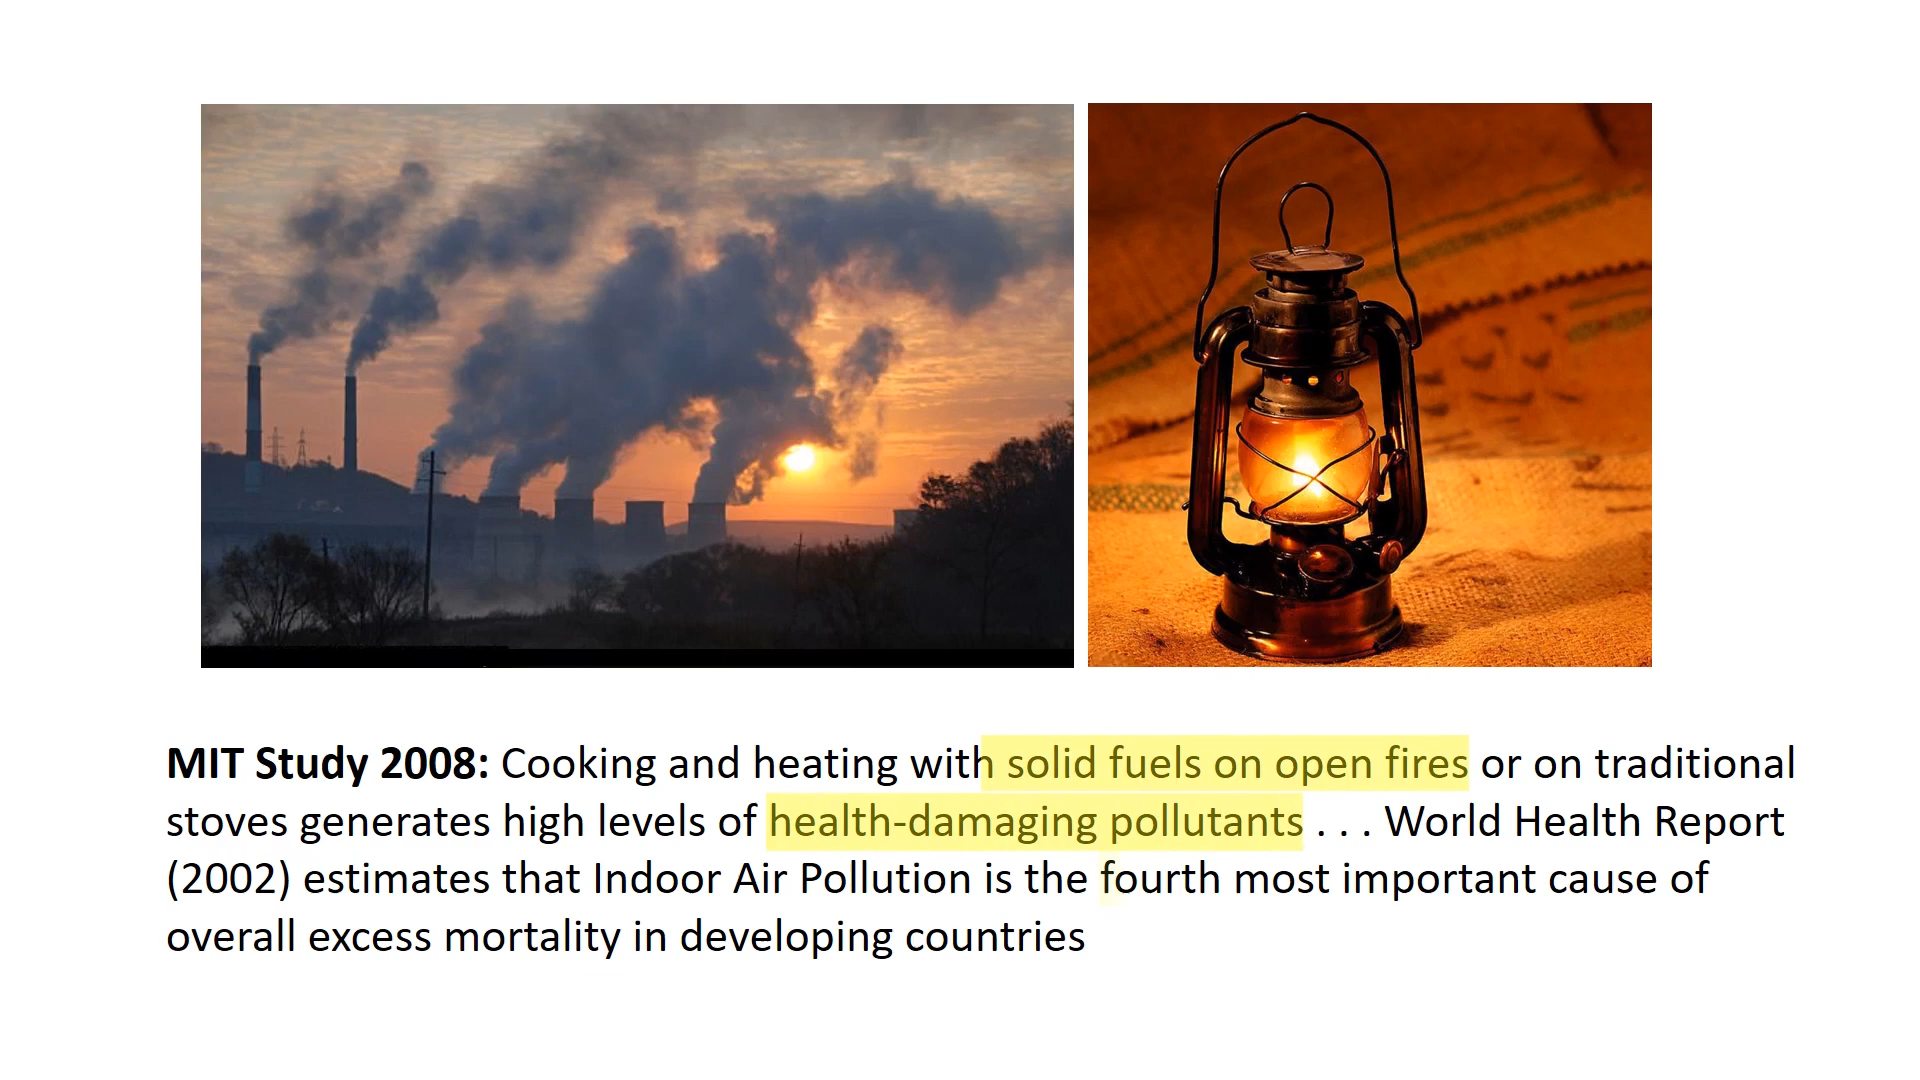 MIT Study 2008: Cooking and heating with solid fuels on open fires or on traditional
stoves generates high levels of health-damaging pollutants . . . World Health Report
(2002) estimates that Indoor Air Pollution is the fourth most important cause of
overall excess mortality in developing countries